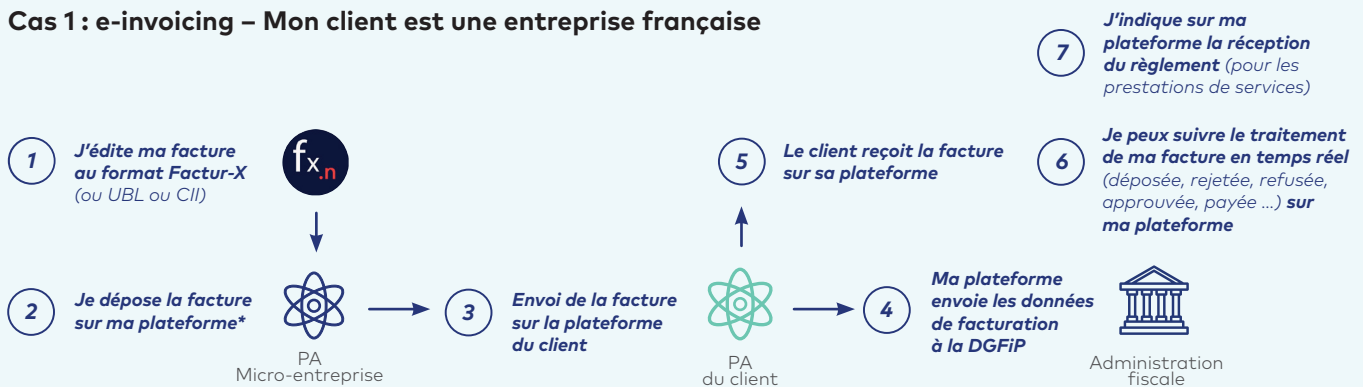 Cas 1 : e-invoicing – Mon client est une entreprise française
1
J'édite ma facture
au format Factur-X
(ou UBL ou CII)
fx.n
2
Je dépose la facture
sur ma plateforme*
PA
Micro-entreprise
3
Envoi de la facture
sur la plateforme
du client
PA
du client
4
Ma plateforme
envoie les données
de facturation
à la DGFiP
Administration
fiscale
5
Le client reçoit la facture
sur sa plateforme
6
Je peux suivre le traitement
de ma facture en temps réel
(déposée, rejetée, refusée,
approuvée, payée ...) sur
ma plateforme
7
J'indique sur ma
plateforme la réception
du règlement (pour les
prestations de services)